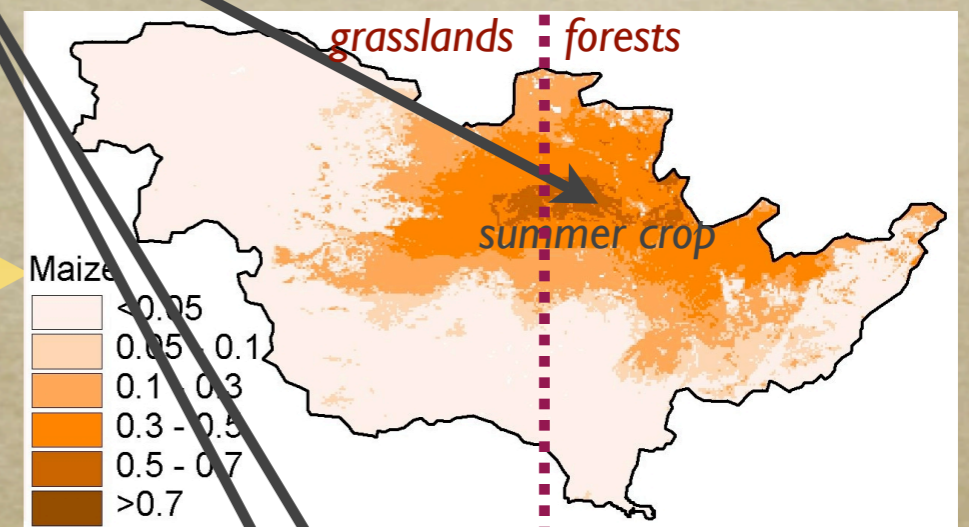 grasslands forests
summer crop
Maize
<0.05
0.05 - 0.1
0.1 - 0.3
0.3 - 0.5
0.5 - 0.7
>0.7